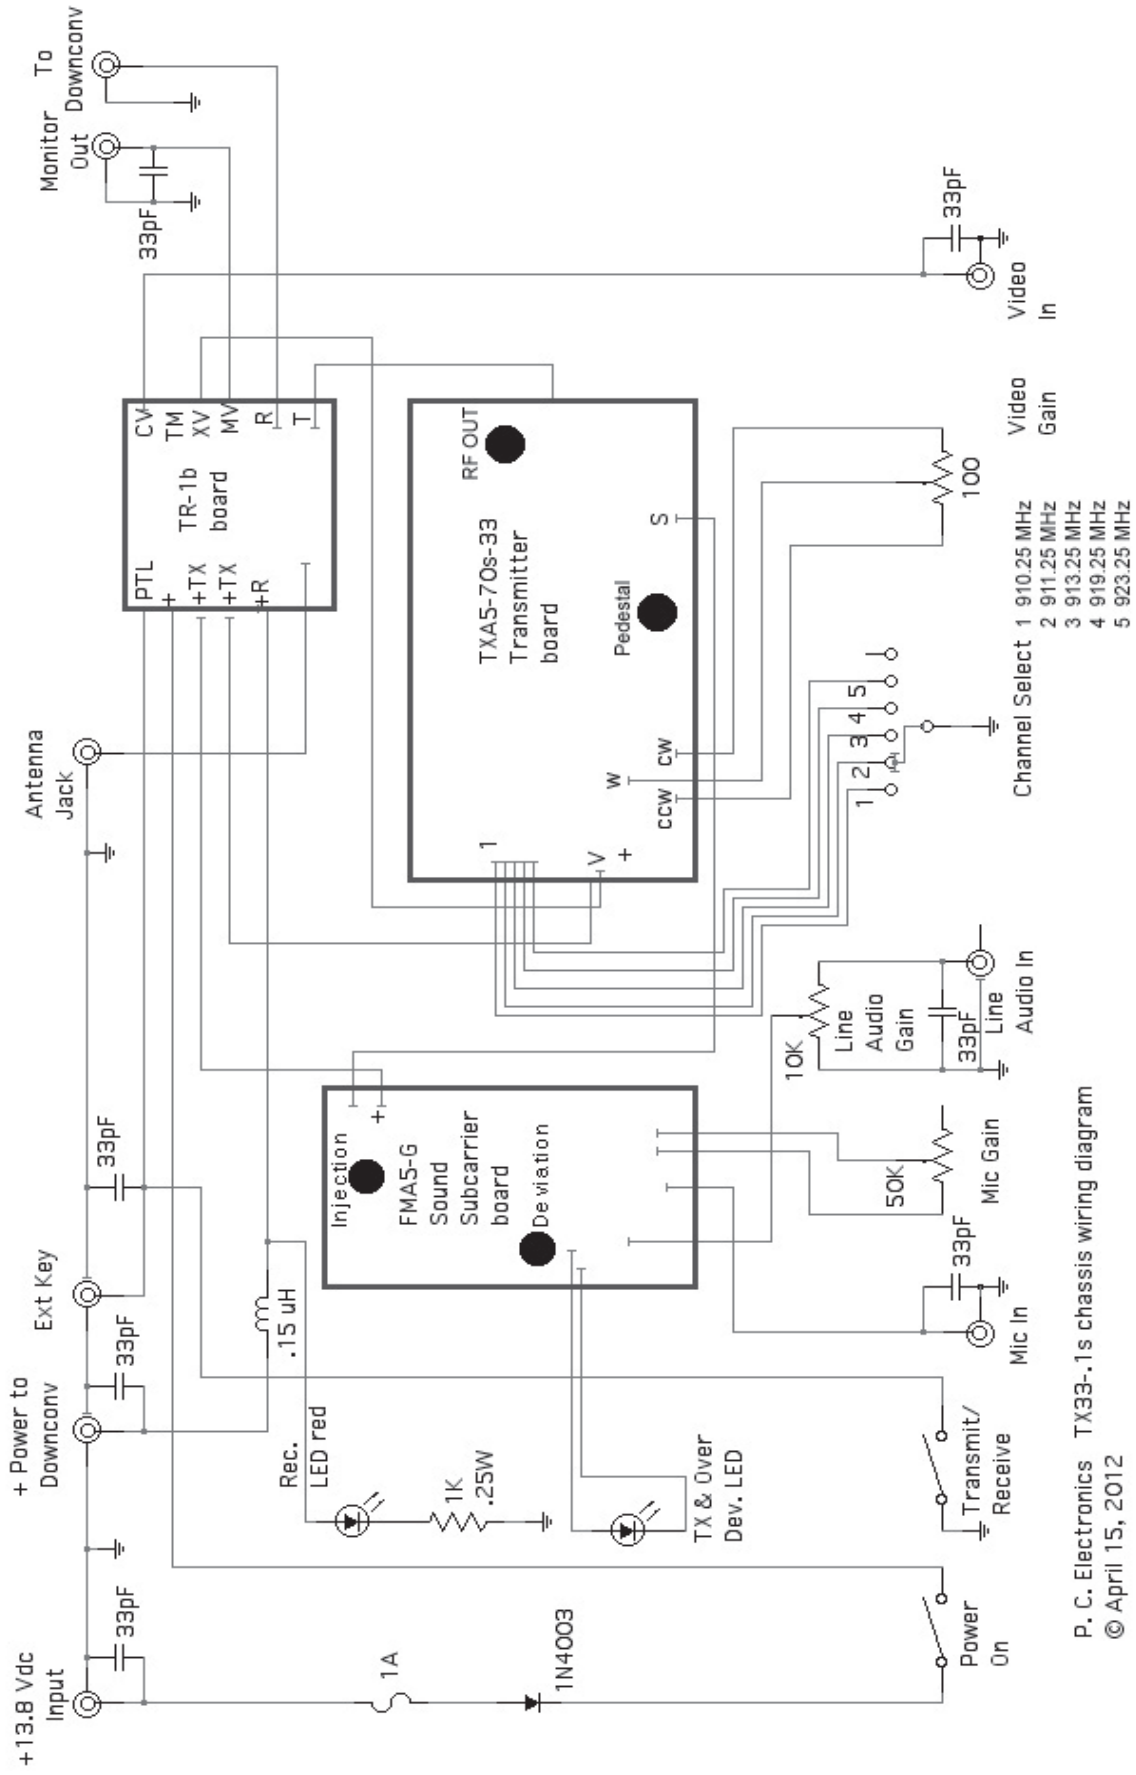 +13.8 Vdc
Input
33pF
+ Power to
Downconv
33pF
Ext Key
33pF
Antenna
Jack
Monitor
Out
33pF
To
Downconv
1A
1N4003
Rec.
LED red
1K
.25W
.15 uH
TX & Over
Dev. LED
Injection
+
FMA5-G
Sound
Subcarrier
board
Deviation
PTL
+
+TX
+TX
+R
TR-1b
board
CV
TM
XV
MV
R
T
1
V
+
RF OUT
TXA5-70s-33
Transmitter
board
Pedestal
S
W
CCW
CW
Power
On
Transmit/
Receive
Mic In
33pF
50K
Mic Gain
10K
Line
Audio
Gain
33pF
Line
Audio In
1
2
3
4
5
100
Video
Gain
Video
In
33pF
Channel Select 1 910.25 MHz
2 911.25 MHz
3 913.25 MHz
4 919.25 MHz
5 923.25 MHz
P. C. Electronics TX33-.1s chassis wiring diagram
© April 15, 2012